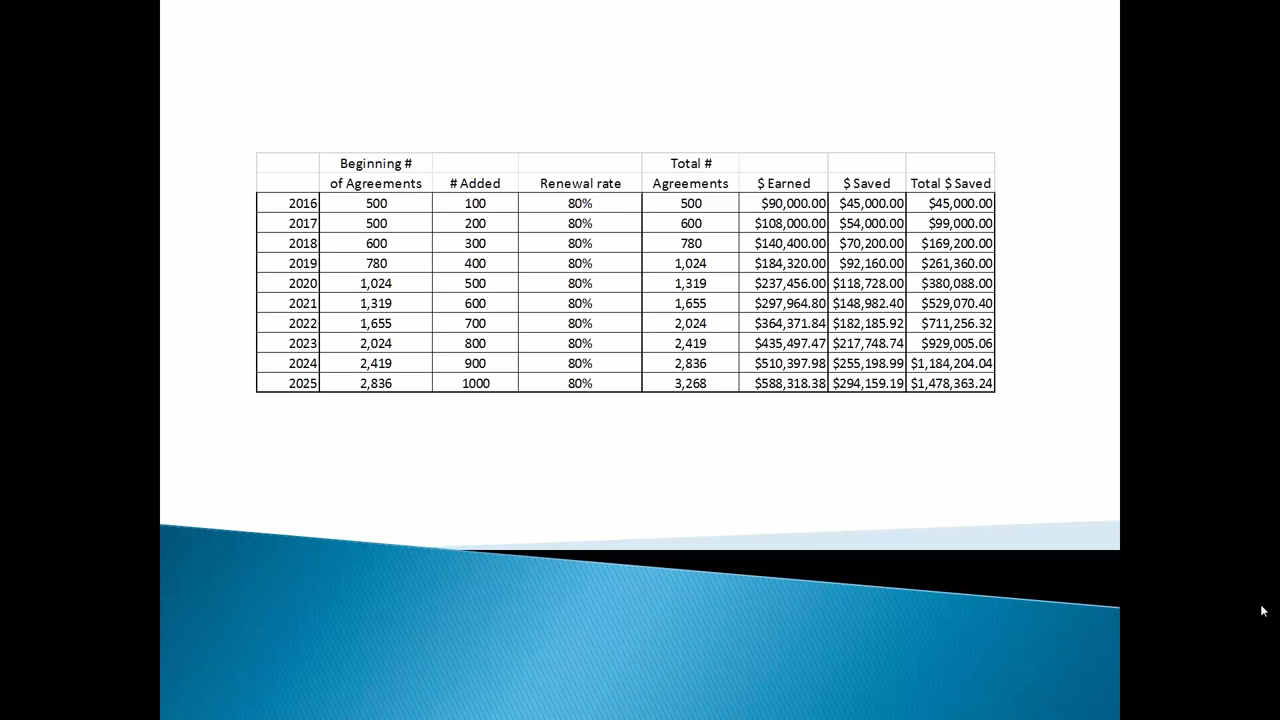 Beginning # Total #
of Agreements # Added Renewal rate Agreements $ Earned $ Saved Total $ Saved
2016 500 100 80% 500 $90,000.00 $45,000.00 $45,000.00
2017 500 200 80% 600 $108,000.00 $54,000.00 $99,000.00
2018 600 300 80% 780 $140,400.00 $70,200.00 $169,200.00
2019 780 400 80% 1,024 $184,320.00 $92,160.00 $261,360.00
2020 1,024 500 80% 1,319 $237,456.00 $118,728.00 $380,088.00
2021 1,319 600 80% 1,655 $297,964.80 $148,982.40 $529,070.40
2022 1,655 700 80% 2,024 $364,371.84 $182,185.92 $711,256.32
2023 2,024 800 80% 2,419 $435,497.47 $217,748.74 $929,005.06
2024 2,419 900 80% 2,836 $510,397.98 $255,198.99 $1,184,204.04
2025 2,836 1000 80% 3,268 $588,318.38 $294,159.19 $1,478,363.24